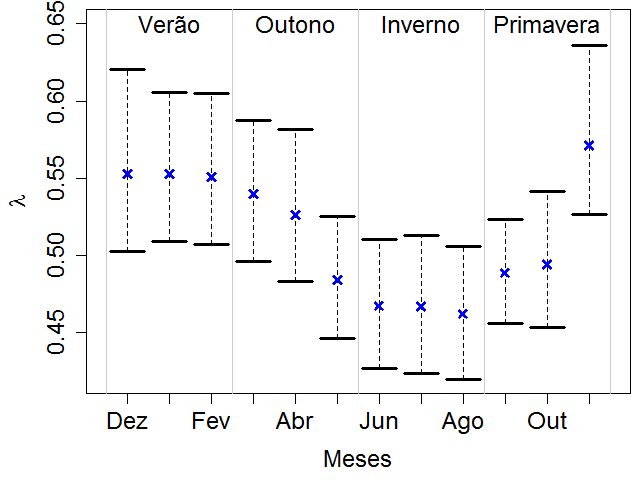 Verão Outono Inverno Primavera
0.65
0.60
0.55
0.50
0.45
λ
Dez Fev Abr Jun Ago Out
Meses